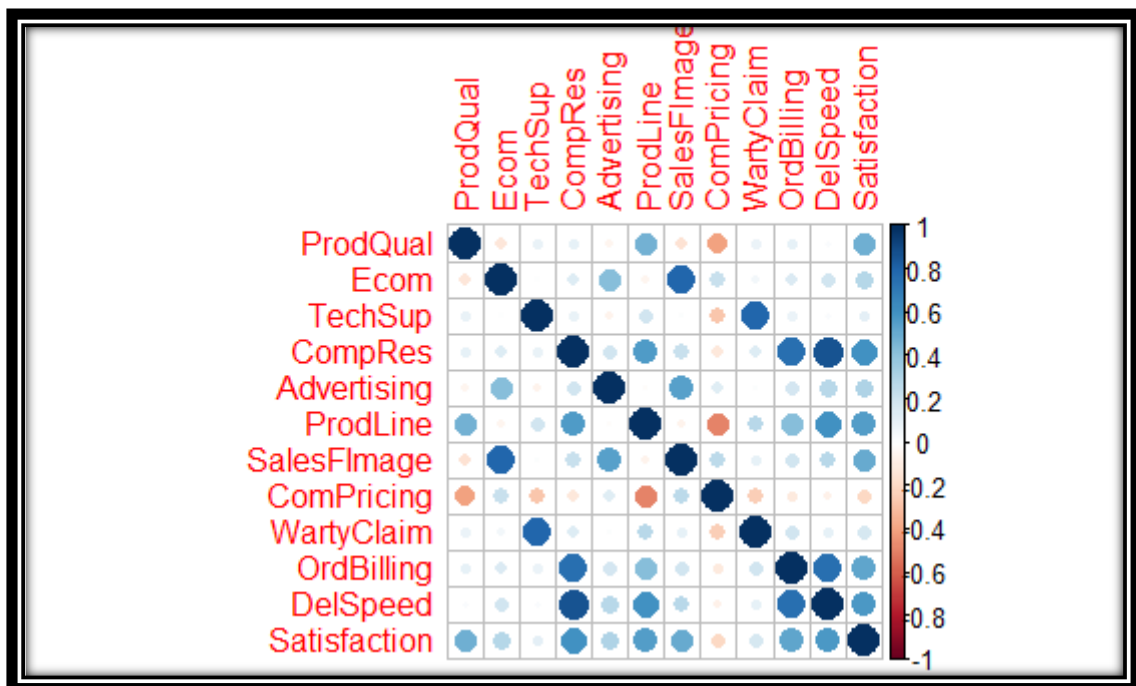 ProdQual
Ecom
TechSup
CompRes
Advertising
ProdLine
SalesFImage
ComPricing
WartyClaim
OrdBilling
DelSpeed
Satisfaction
ProdQual
Ecom
TechSup
CompRes
Advertising
ProdLine
SalesFImage
ComPricing
WartyClaim
OrdBilling
DelSpeed
Satisfaction
1
0.8
0.6
0.4
0.2
0
-0.2
-0.4
-0.6
-0.8
-1